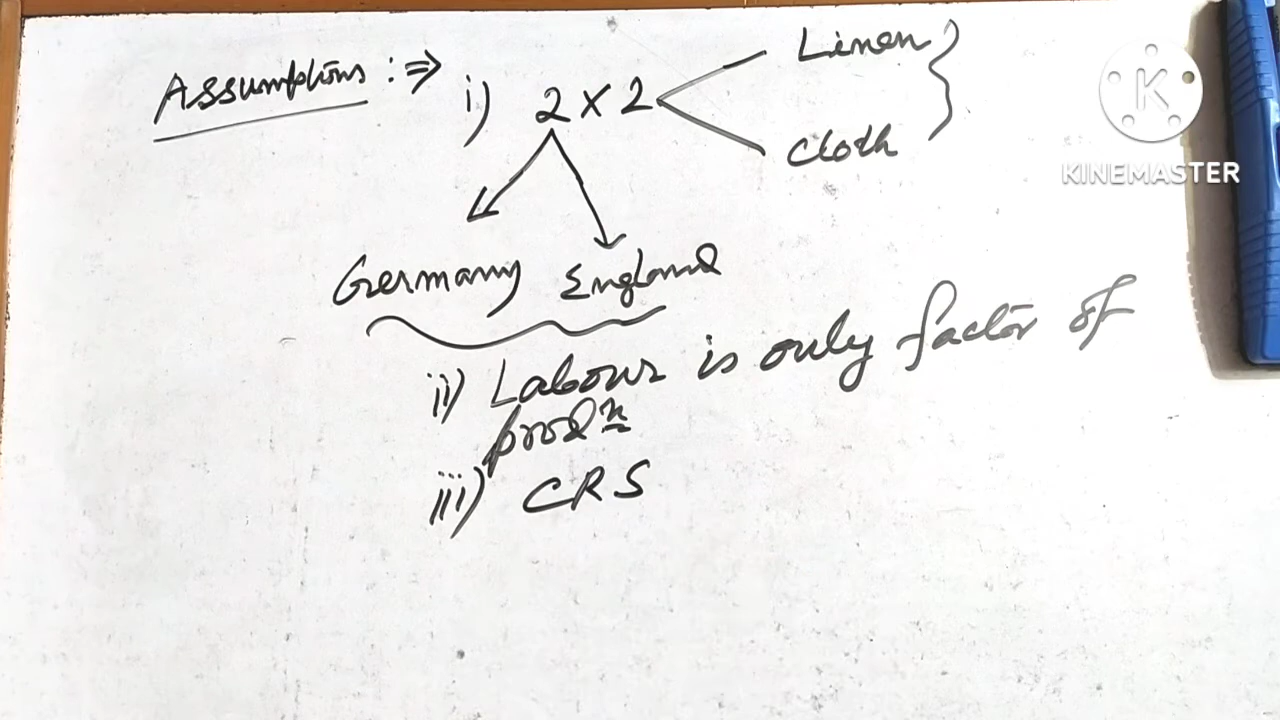 Assumptions :⇒
i) 2 × 2
Linen
Cloth
Germany England
ii) Labour is only factor of
prodn
iii) CRS
K
KINEMASTER